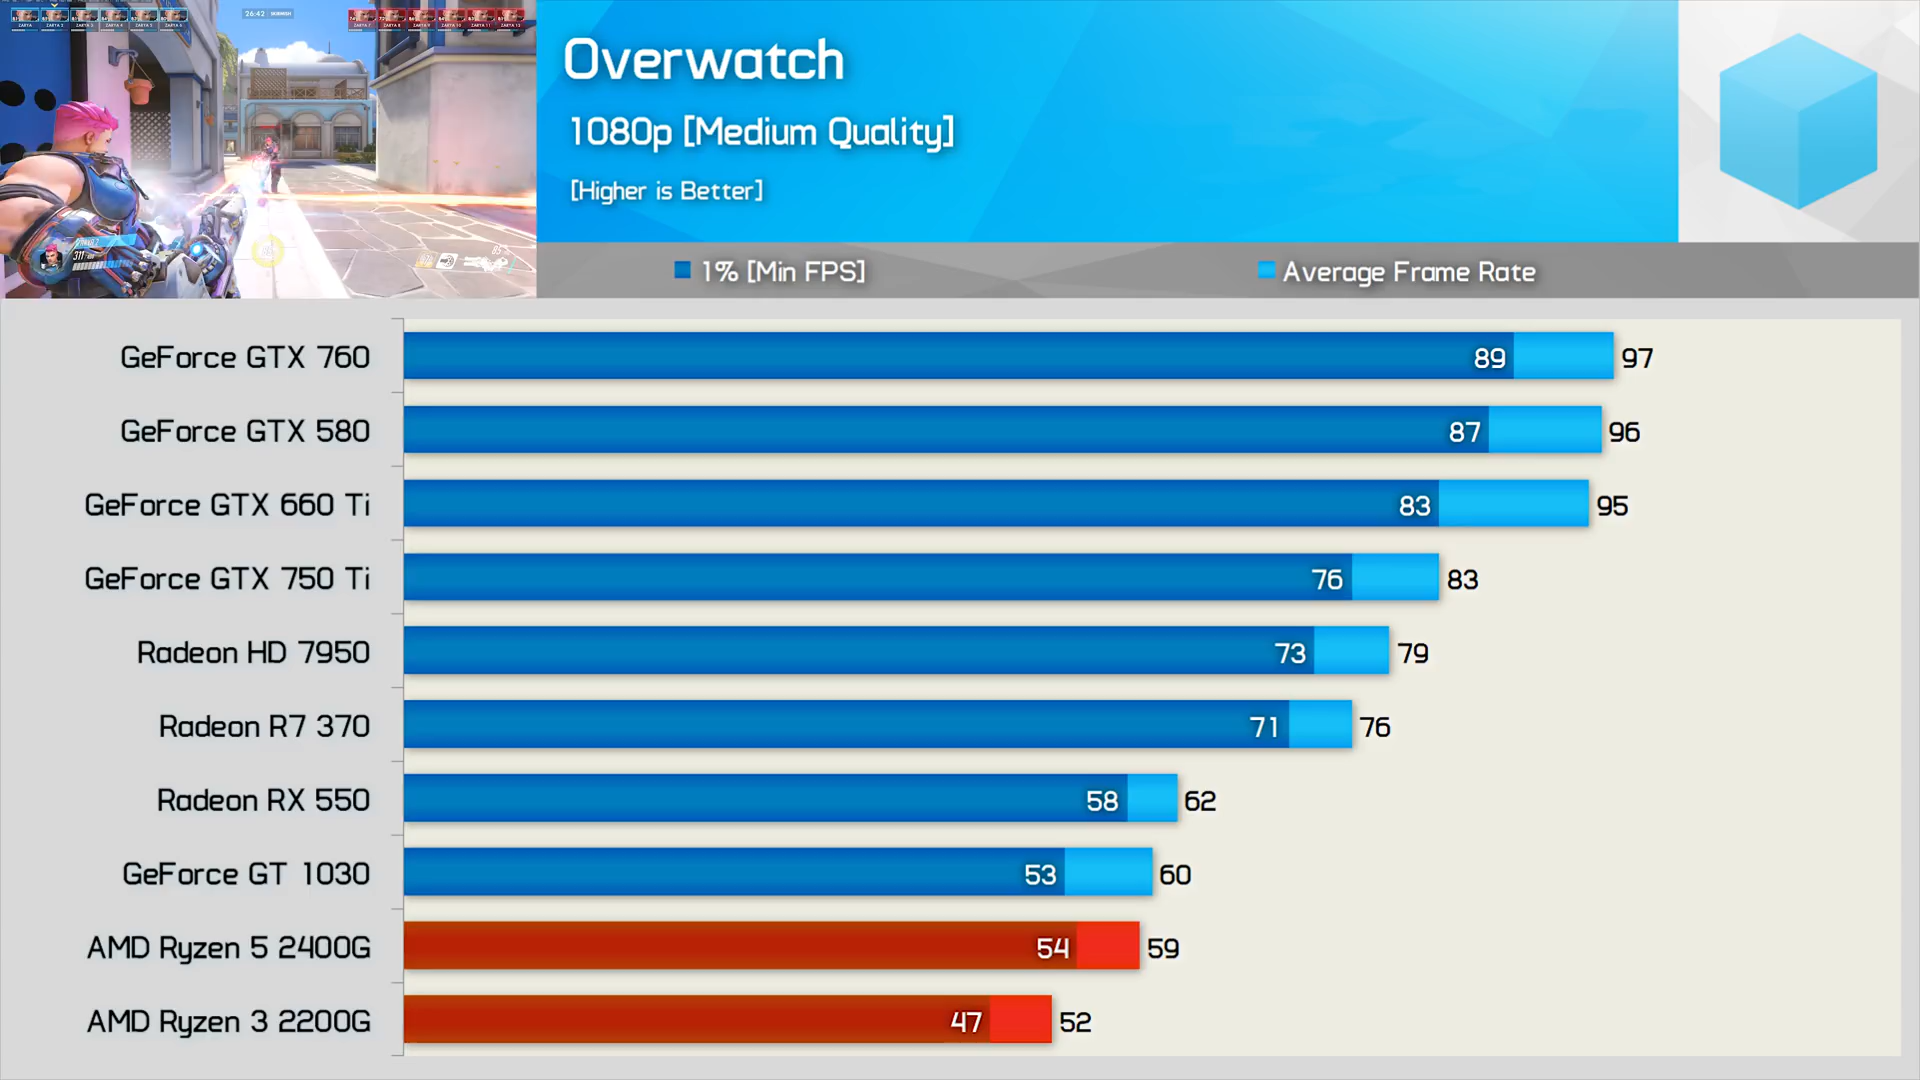 26:42 SKIRMISH
Overwatch
1080p [Medium Quality]
[Higher is Better]
1% [Min FPS] Average Frame Rate
GeForce GTX 760 89 97
GeForce GTX 580 87 96
GeForce GTX 660 Ti 83 95
GeForce GTX 750 Ti 76 83
Radeon HD 7950 73 79
Radeon R7 370 71 76
Radeon RX 550 58 62
GeForce GT 1030 53 60
AMD Ryzen 5 2400G 54 59
AMD Ryzen 3 2200G 47 52